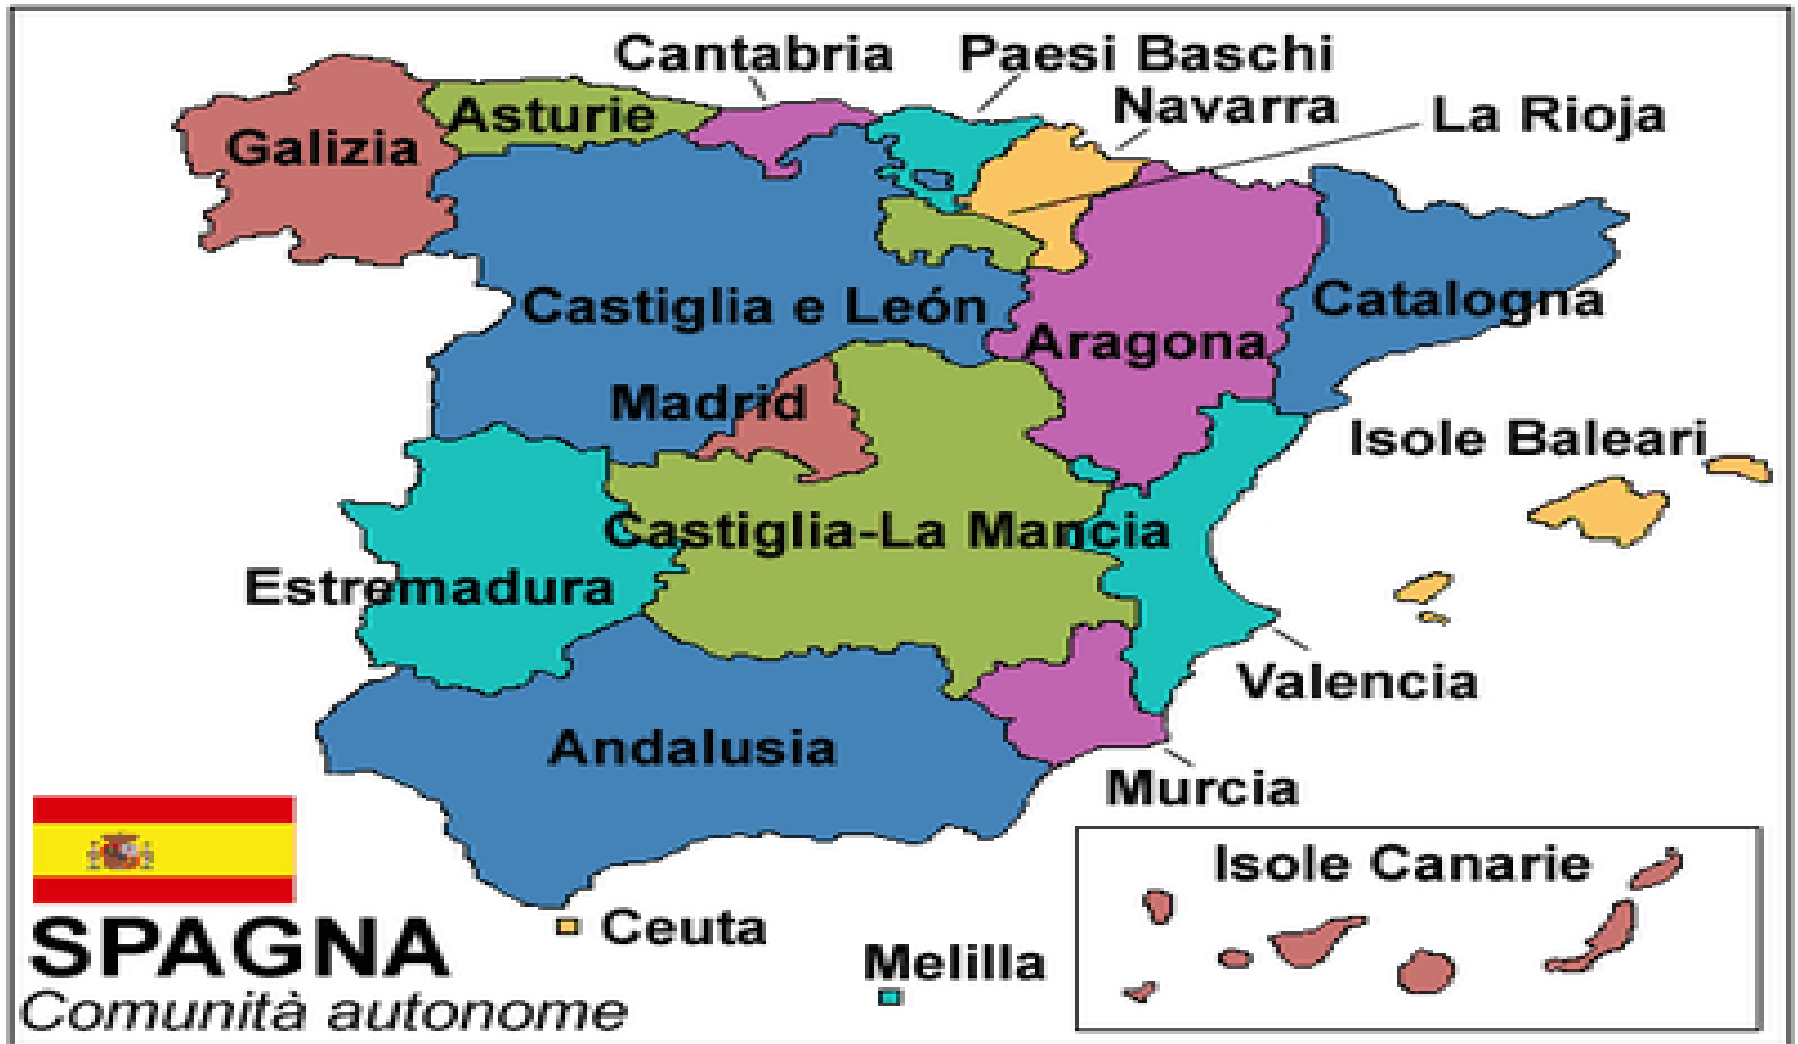 Cantabria
Paesi Baschi
Navarra
La Rioja
Asturie
Galizia
Castiglia e León
Catalogna
Aragona
Madrid
Isole Baleari
Castiglia-La Mancia
Estremadura
Valencia
Andalusia
Murcia
Isole Canarie
Ceuta
Melilla
SPAGNA
Comunità autonome